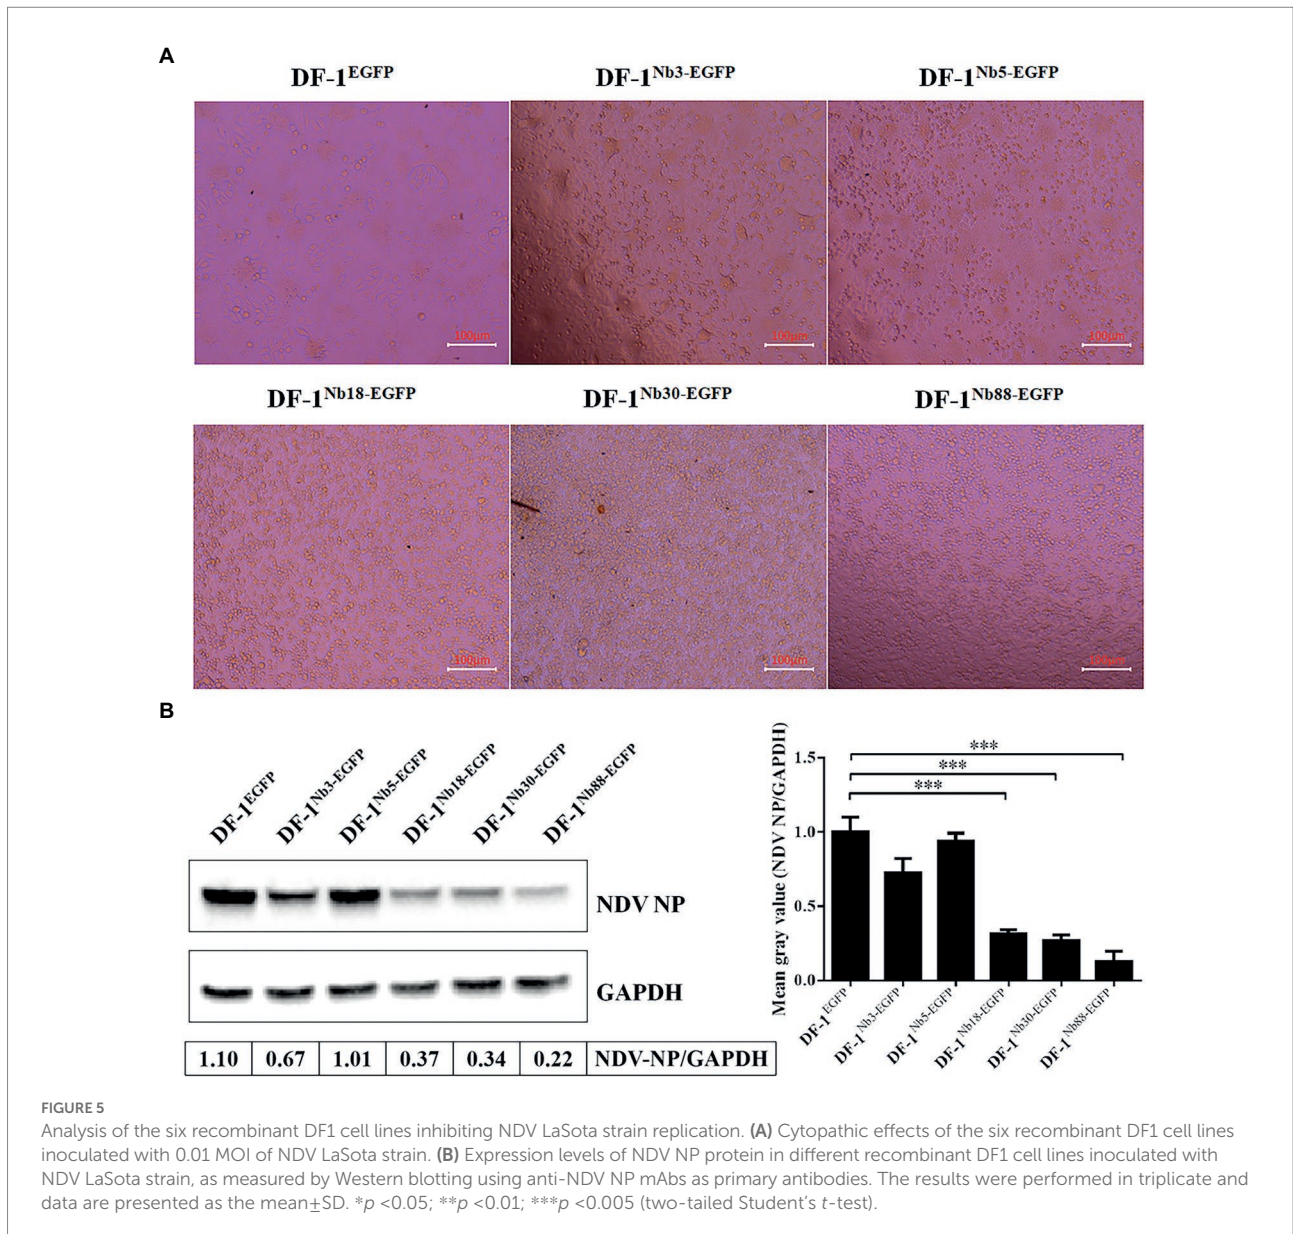 A
DF-1EGFP
DF-1Nb3-EGFP
DF-1Nb5-EGFP
100μm
100μm
100μm
DF-1Nb18-EGFP
DF-1Nb30-EGFP
DF-1Nb88-EGFP
100μm
100μm
100μm
B
DF-1EGFP
DF-1Nb3-EGFP
DF-1Nb5-EGFP
DF-1Nb18-EGFP
DF-1Nb30-EGFP
DF-1Nb88-EGFP
NDV NP
GAPDH
1.10 0.67 1.01 0.37 0.34 0.22 NDV-NP/GAPDH
Mean gray value (NDV NP/GAPDH)
1.5
1.0
0.5
0.0
***
***
***
DF-1EGFP
DF-1Nb3-EGFP
DF-1Nb5-EGFP
DF-1Nb18-EGFP
DF-1Nb30-EGFP
DF-1Nb88-EGFP
FIGURE 5
Analysis of the six recombinant DF1 cell lines inhibiting NDV LaSota strain replication. (A) Cytopathic effects of the six recombinant DF1 cell lines
inoculated with 0.01 MOI of NDV LaSota strain. (B) Expression levels of NDV NP protein in different recombinant DF1 cell lines inoculated with
NDV LaSota strain, as measured by Western blotting using anti-NDV NP mAbs as primary antibodies. The results were performed in triplicate and
data are presented as the mean±SD. *p <0.05; **p <0.01; ***p <0.005 (two-tailed Student's t-test).